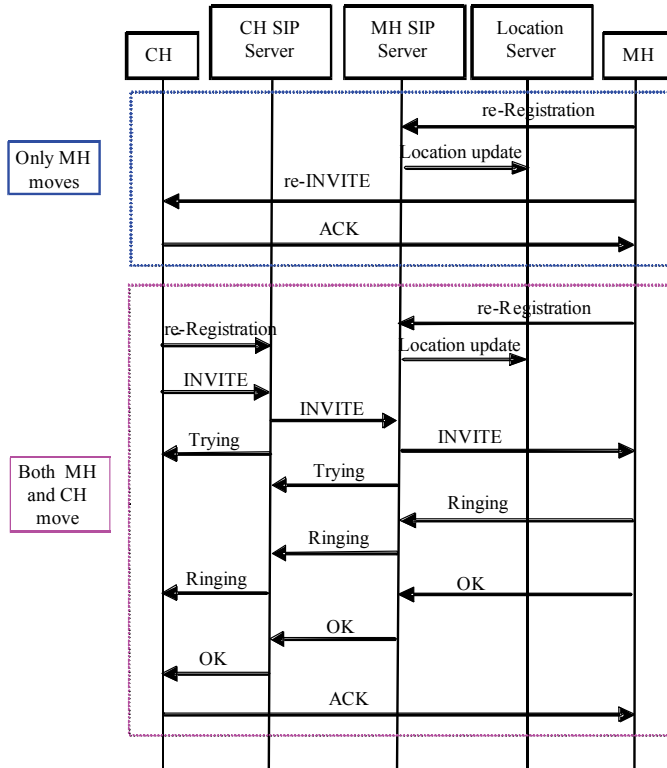 CH
CH SIP
Server
MH SIP
Server
Location
Server
MH
Only MH
moves
re-Registration
Location update
re-INVITE
ACK
Both MH
and CH
move
re-Registration
re-Registration
Location update
INVITE
INVITE
Trying
INVITE
Trying
Ringing
Ringing
Ringing
OK
OK
OK
ACK